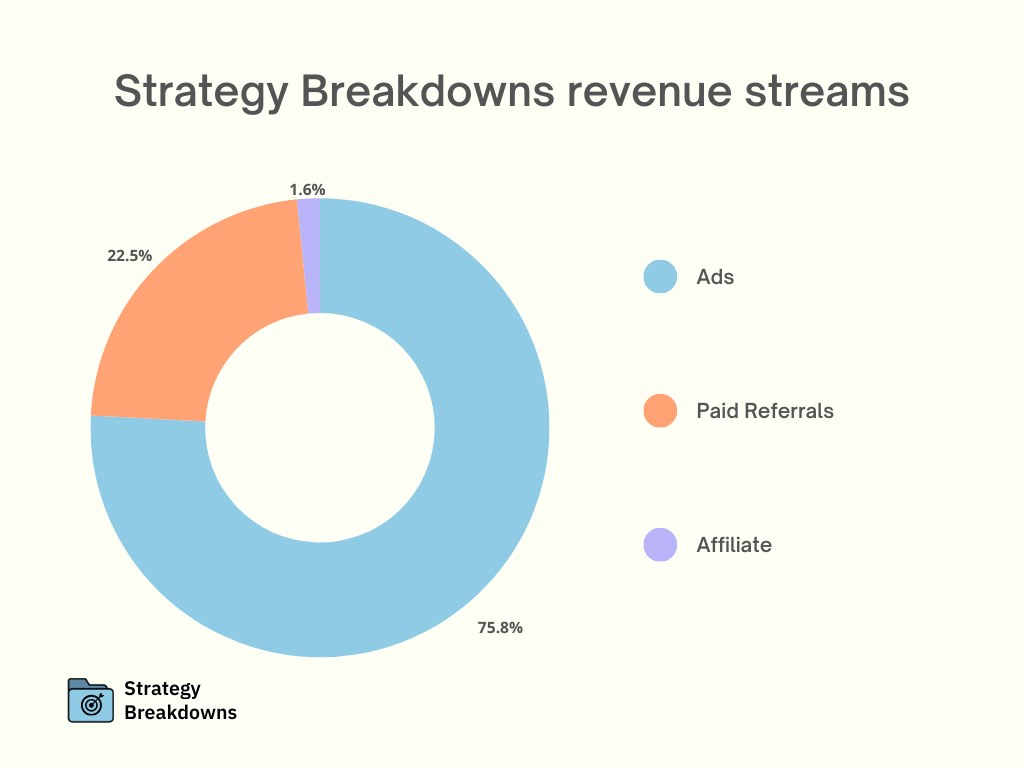 Strategy Breakdowns revenue streams
1.6%
22.5%
Ads
Paid Referrals
Affiliate
75.8%
Strategy
Breakdowns